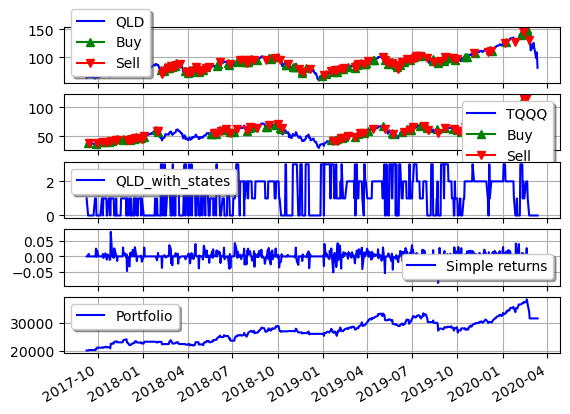 QLD
Buy
Sell
150
100
TQQQ
Buy
Sell
100
50
QLD_with_states
2
0
0.05
0.00
−0.05
Simple returns
Portfolio
30000
20000
2017-10 2018-01 2018-04 2018-07 2018-10 2019-01 2019-04 2019-07 2019-10 2020-01 2020-04